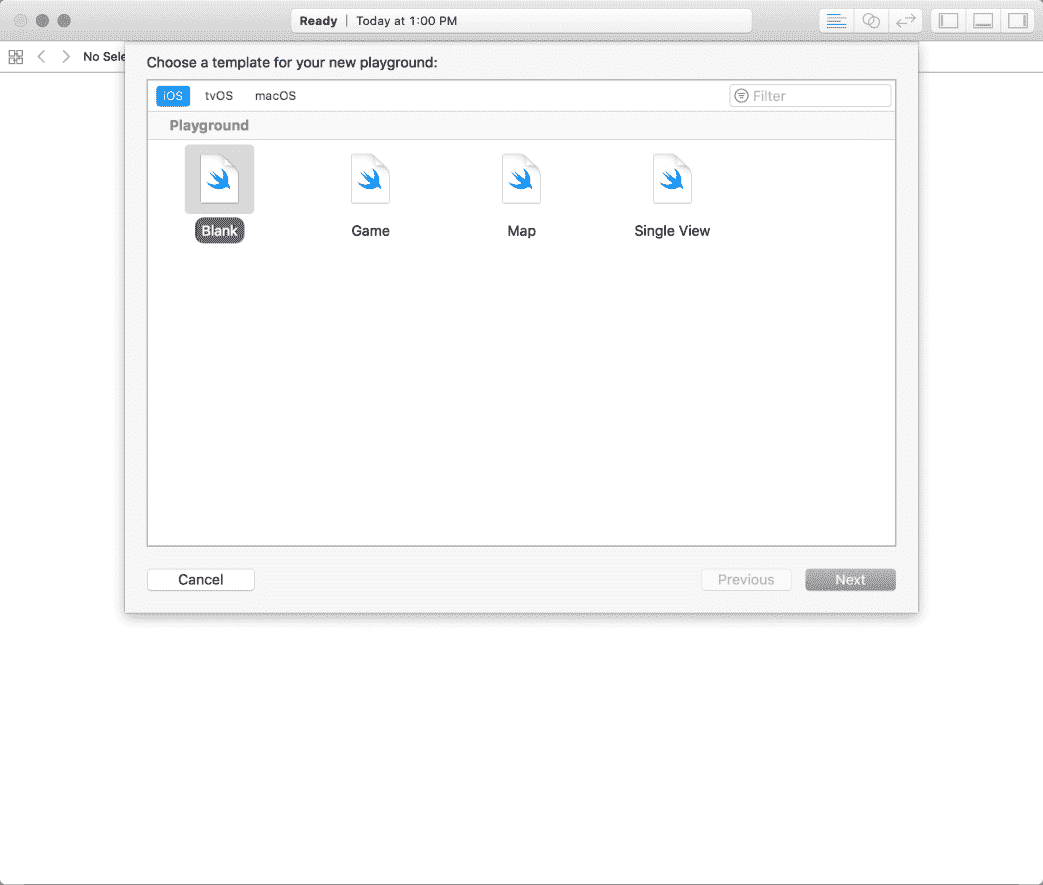 Ready | Today at 1:00 PM
No Sele
Choose a template for your new playground:
iOS tvOS macOS Filter
Playground
Blank Game Map Single View
Cancel Previous Next